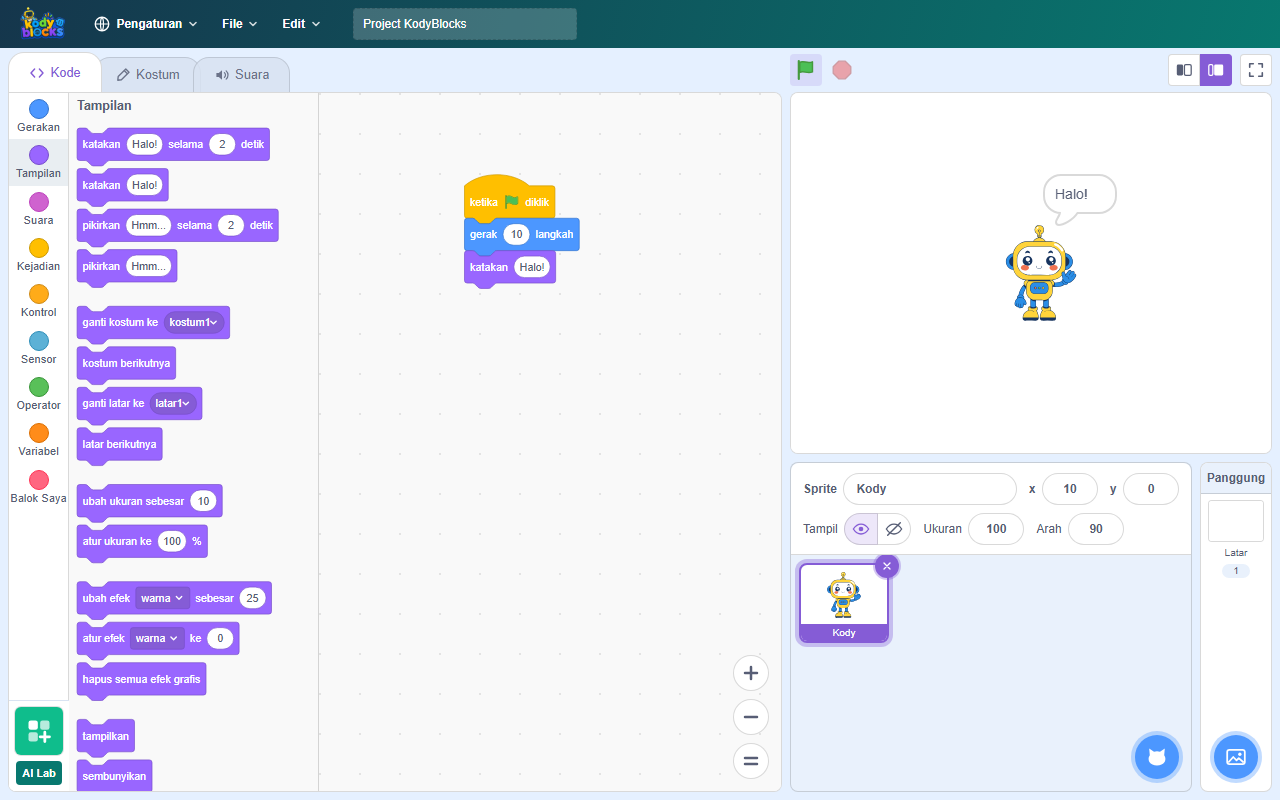 Kody
blocks
Pengaturan File Edit Project KodyBlocks
Kode Kostum Suara
Gerakan
Tampilan
Suara
Kejadian
Kontrol
Sensor
Operator
Variabel
Balok Saya
AI Lab
Tampilan
katakan Halo! selama 2 detik
katakan Halo!
pikirkan Hmm... selama 2 detik
pikirkan Hmm...
ganti kostum ke kostum1
kostum berikutnya
ganti latar ke latar1
latar berikutnya
ubah ukuran sebesar 10
atur ukuran ke 100 %
ubah efek warna sebesar 25
atur efek warna ke 0
hapus semua efek grafis
tampilkan
sembunyikan
ketika diklik
gerak 10 langkah
katakan Halo!
Halo!
Sprite Kody x 10 y 0
Tampil Ukuran 100 Arah 90
Kody
Panggung
Latar
1